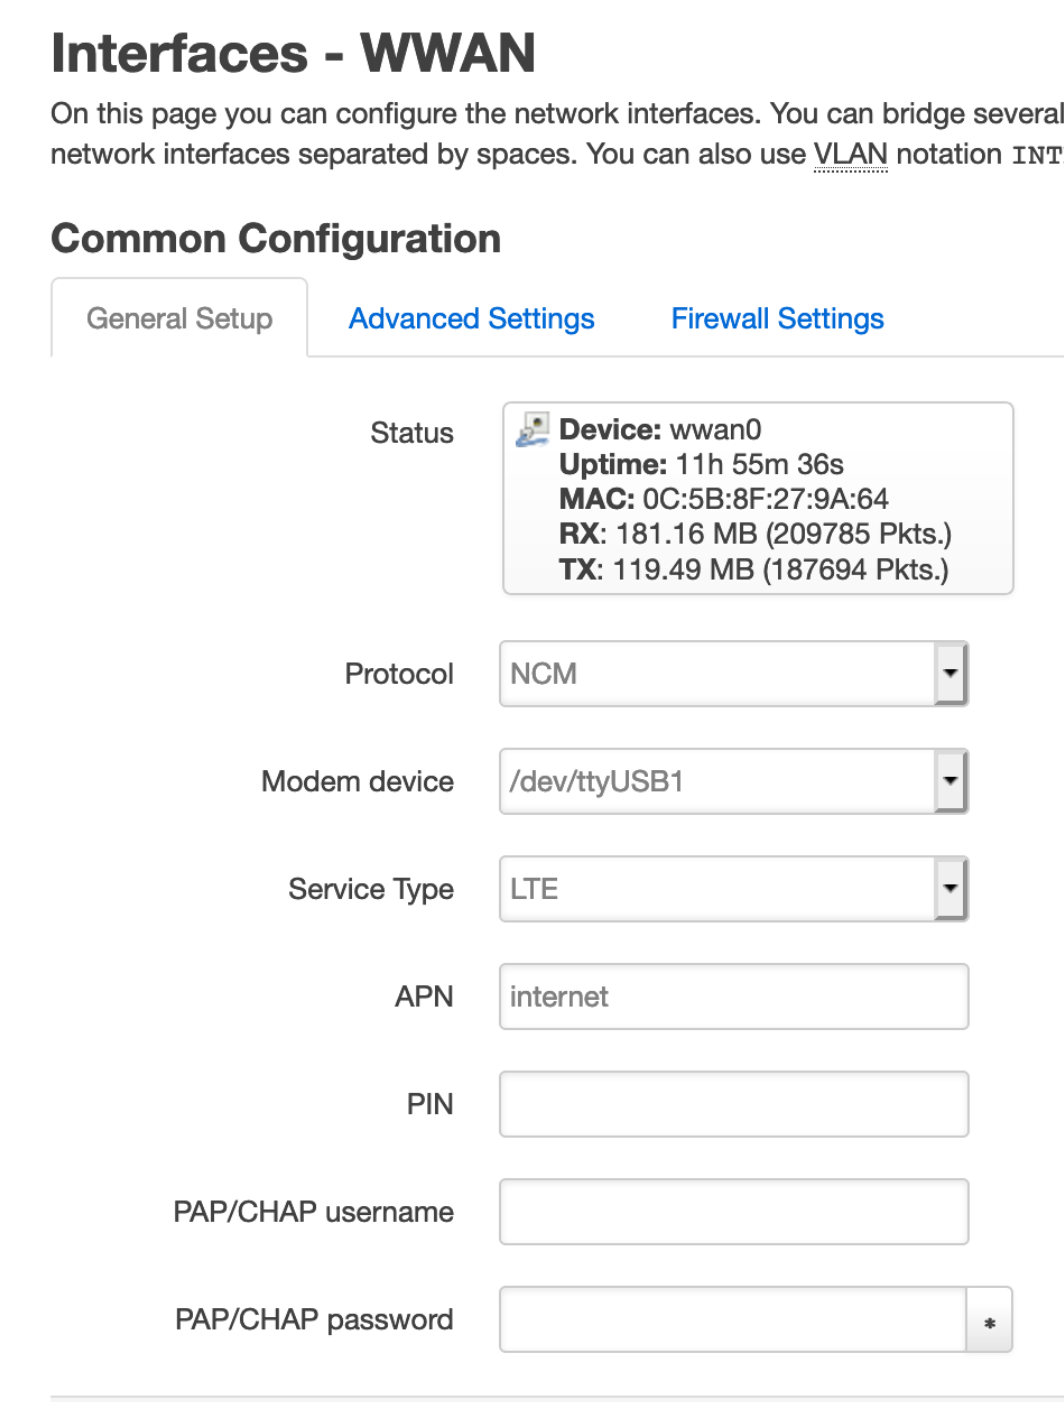 Interfaces - WWAN
On this page you can configure the network interfaces. You can bridge several
network interfaces separated by spaces. You can also use VLAN notation INT
Common Configuration
General Setup Advanced Settings Firewall Settings
Status
Device: wwan0
Uptime: 11h 55m 36s
MAC: 0C:5B:8F:27:9A:64
RX: 181.16 MB (209785 Pkts.)
TX: 119.49 MB (187694 Pkts.)
Protocol NCM
Modem device /dev/ttyUSB1
Service Type LTE
APN internet
PIN
PAP/CHAP username
PAP/CHAP password *